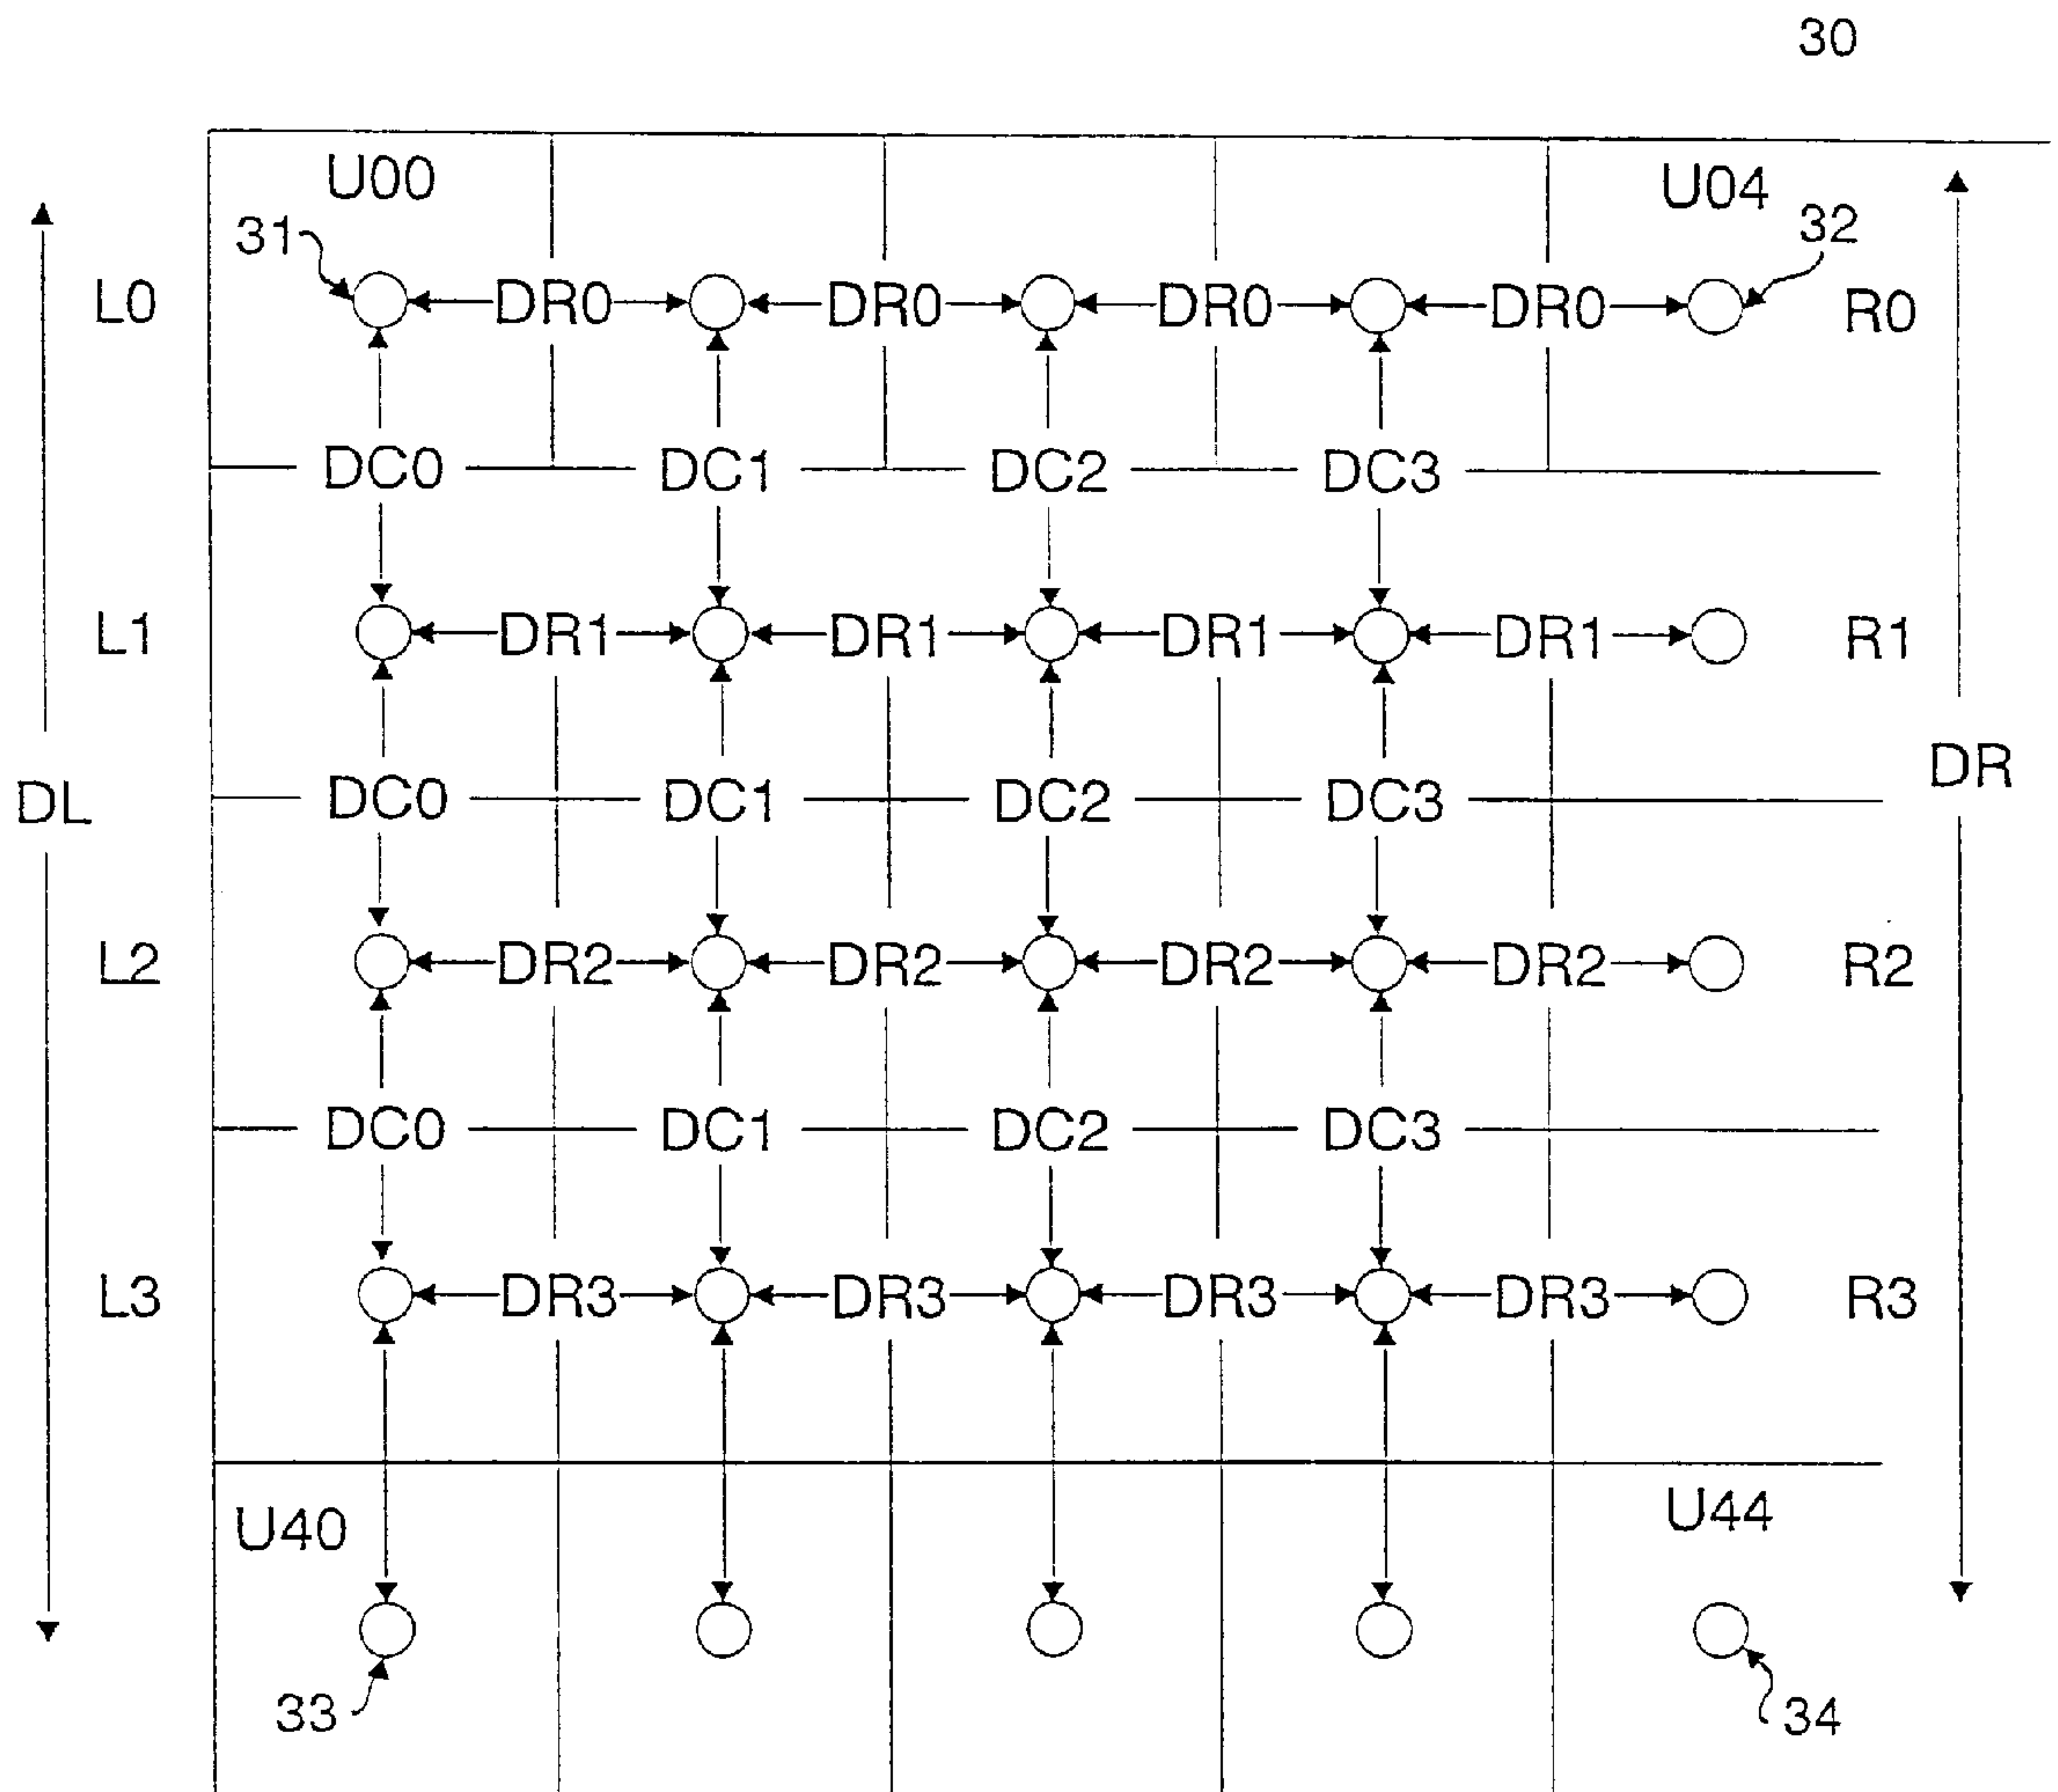 30
U00 U04
31 32
L0 DR0 DR0 DR0 DR0 R0
DC0 DC1 DC2 DC3
L1 DR1 DR1 DR1 DR1 R1
DR
DL DC0 DC1 DC2 DC3
L2 DR2 DR2 DR2 DR2 R2
DC0 DC1 DC2 DC3
L3 DR3 DR3 DR3 DR3 R3
U40 U44
33 34